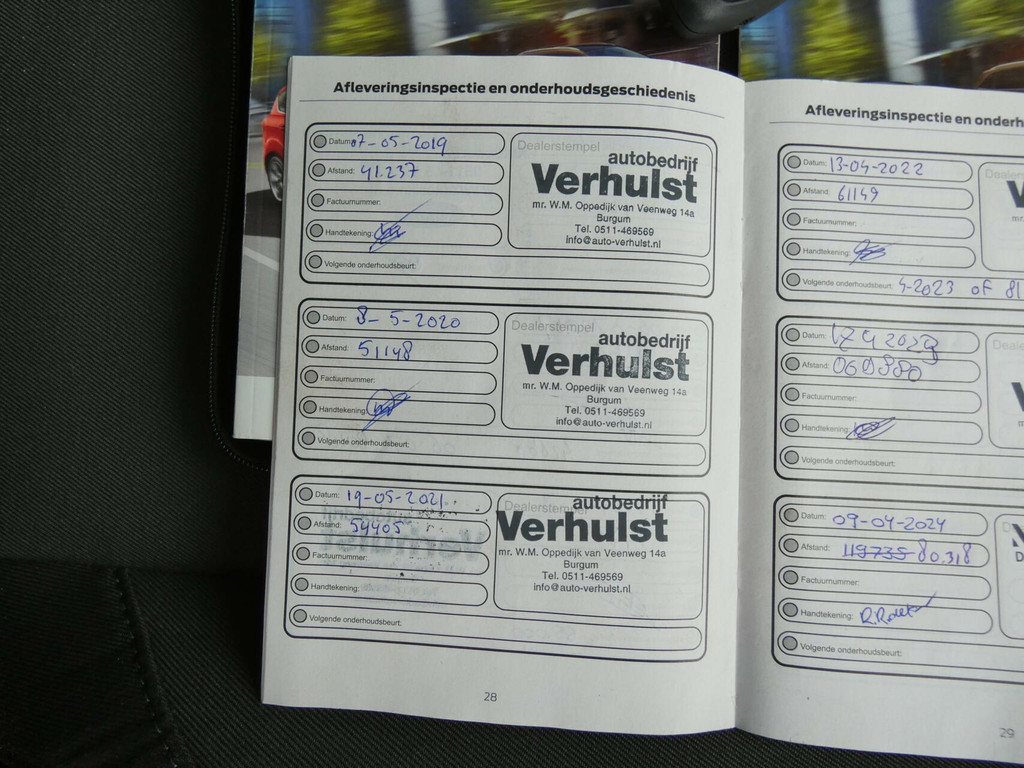 Afleveringsinspectie en onderhoudsgeschiedenis
Datum: 07-05-2019
Afstand: 41.237
Factuurnummer:
Handtekening:
Volgende onderhoudsbeurt:
Dealerstempel
autobedrijf
Verhulst
mr. W.M. Oppedijk van Veenweg 14a
Burgum
Tel. 0511-469569
info@auto-verhulst.nl
Datum: 8-5-2020
Afstand: 51148
Factuurnummer:
Handtekening:
Volgende onderhoudsbeurt:
Dealerstempel
autobedrijf
Verhulst
mr. W.M. Oppedijk van Veenweg 14a
Burgum
Tel. 0511-469569
info@auto-verhulst.nl
Datum: 19-05-2021
Afstand: 54405
Factuurnummer:
Handtekening:
Volgende onderhoudsbeurt:
Dealerstempel
autobedrijf
Verhulst
mr. W.M. Oppedijk van Veenweg 14a
Burgum
Tel. 0511-469569
info@auto-verhulst.nl
28
Afleveringsinspectie en onderh
Datum: 13-04-2022
Afstand: 61149
Factuurnummer:
Handtekening:
Volgende onderhoudsbeurt: 4-2023 of 81
Deale
V
Datum:
Afstand:
Factuurnummer:
Handtekening:
Volgende onderhoudsbeurt:
Deale
Datum: 09-04-2024
Afstand: 119735 80.318
Factuurnummer:
Handtekening:
Volgende onderhoudsbeurt:
29